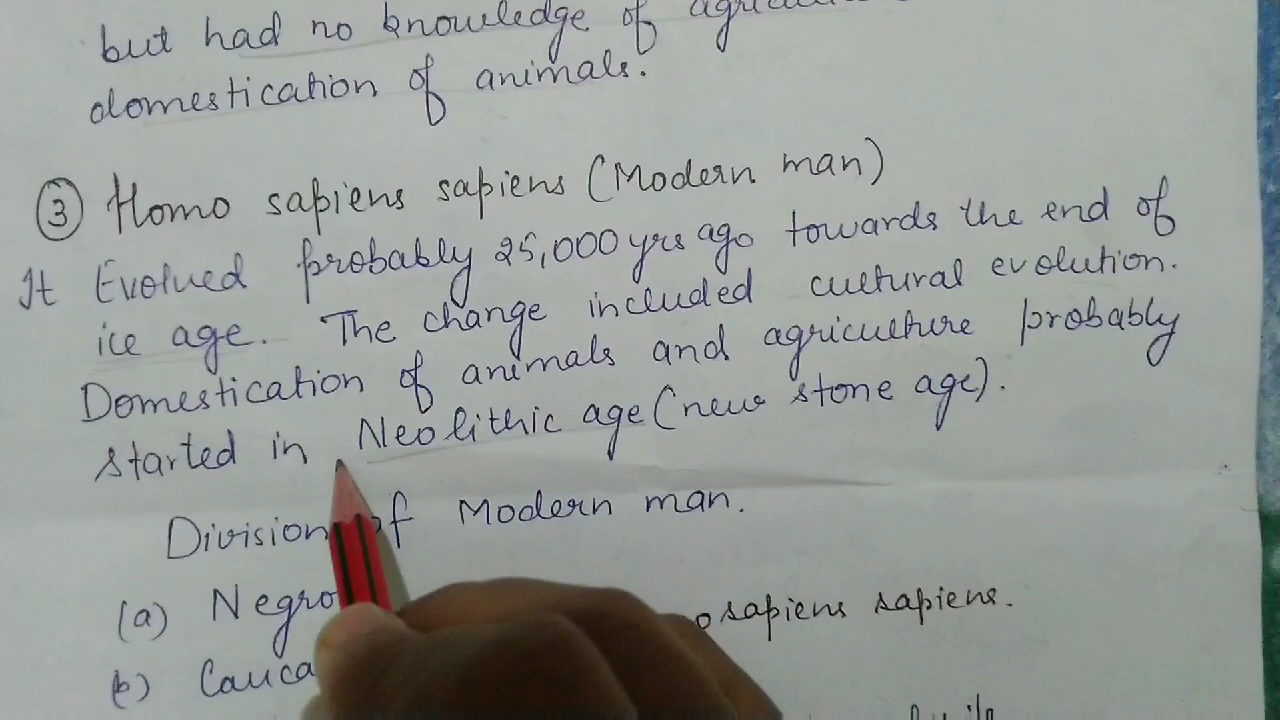 but had no knowledge of
domestication of animals.
③ Homo sapiens sapiens (Modern man)
It Evolved probably 25,000 yrs ago towards the end of
ice age. The change included cultural evolution.
Domestication of animals and agriculture probably
started in Neolithic age (new stone age).
Division of Modern man.
(a) Negro sapiens sapiens.
(b) Cauca